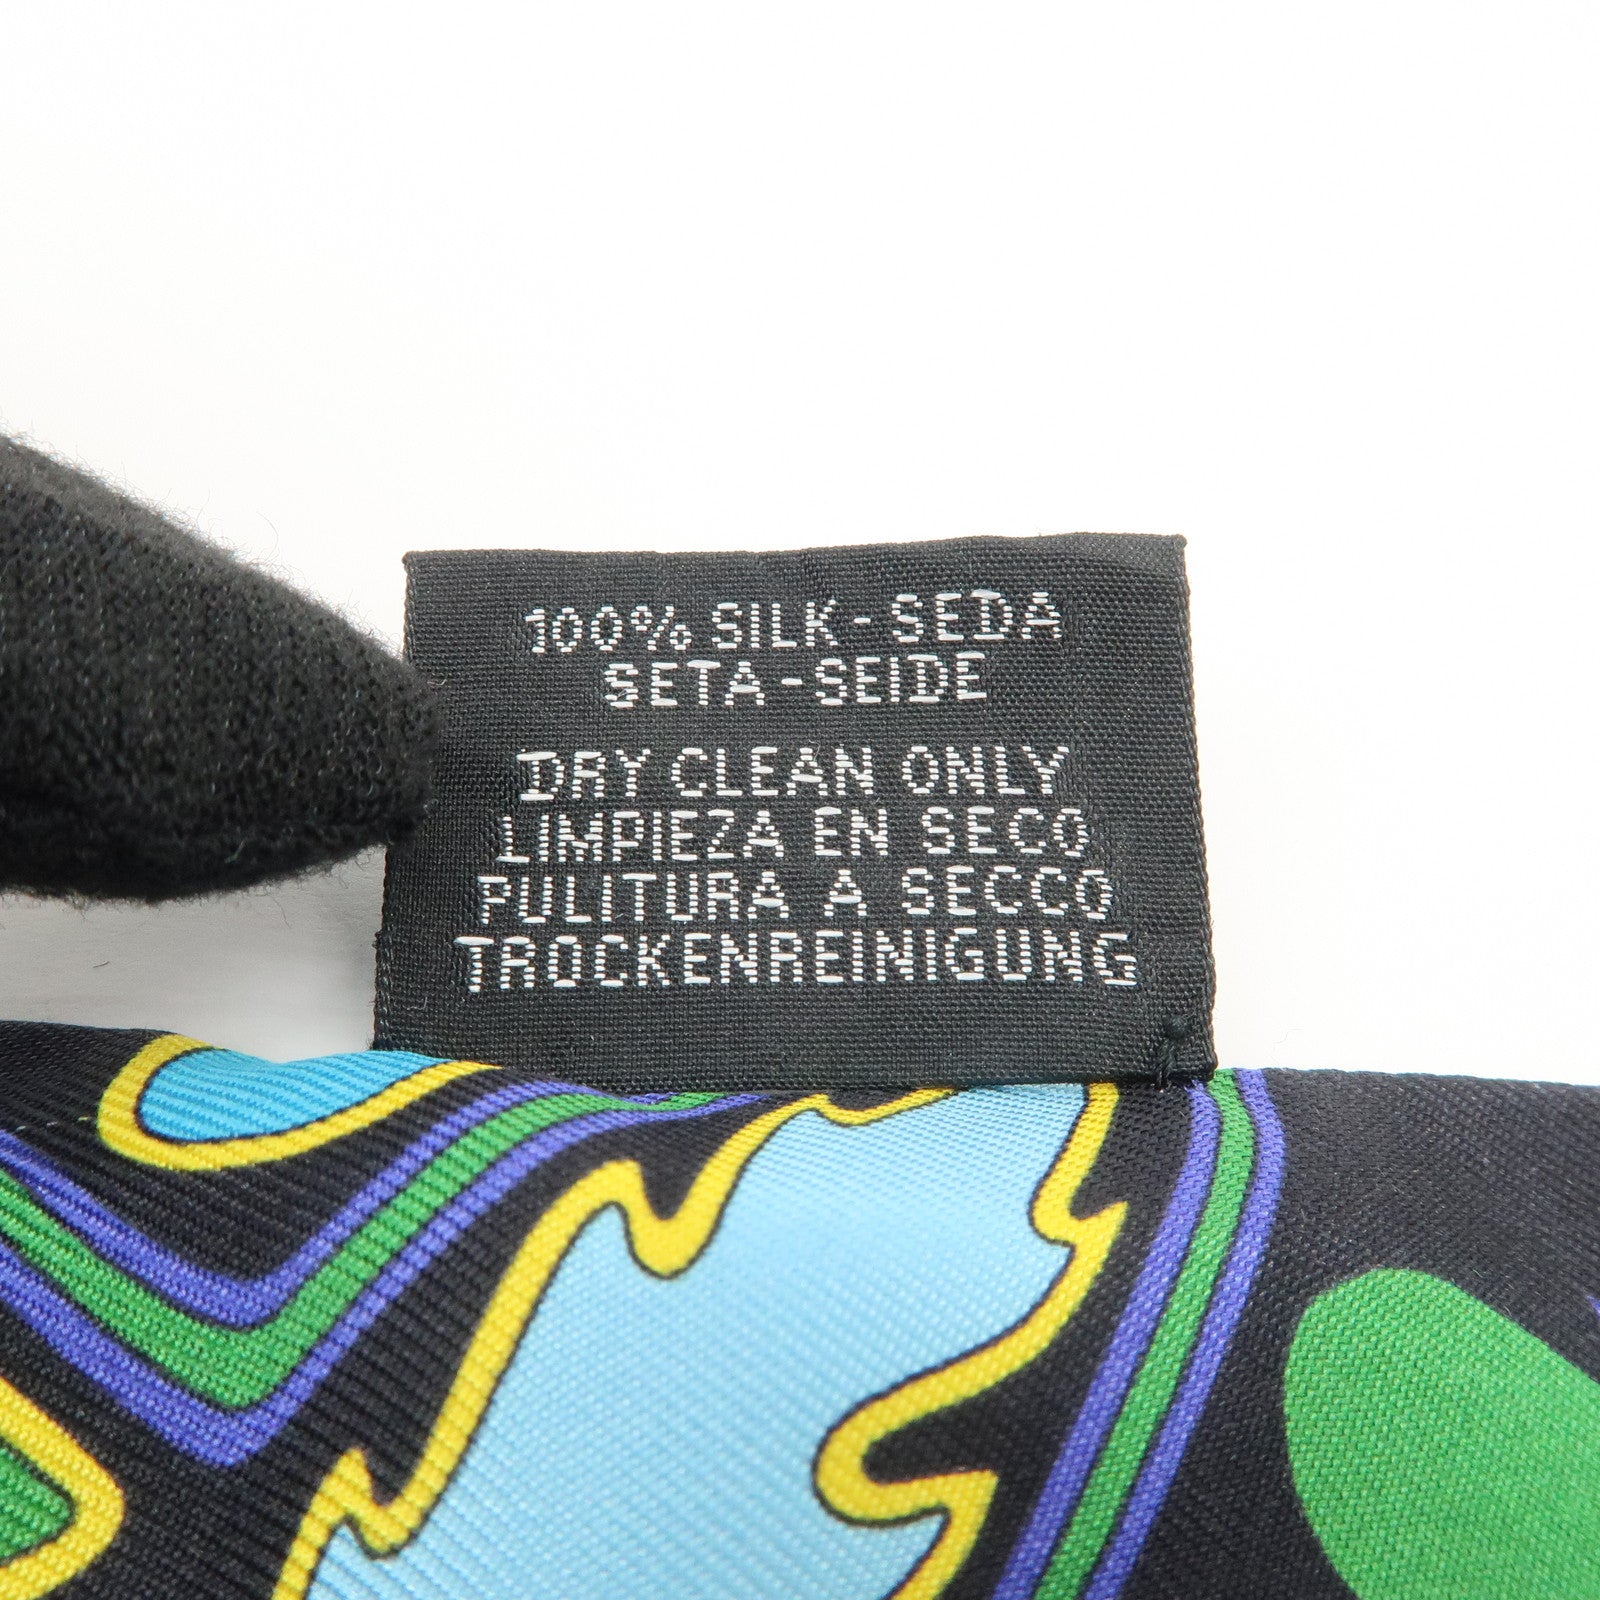 100% SILK-SEDA
SETA-SEIDE
DRY CLEAN ONLY
LIMPIEZA EN SECO
PULITURA A SECCO
TROCKENREINIGUNG